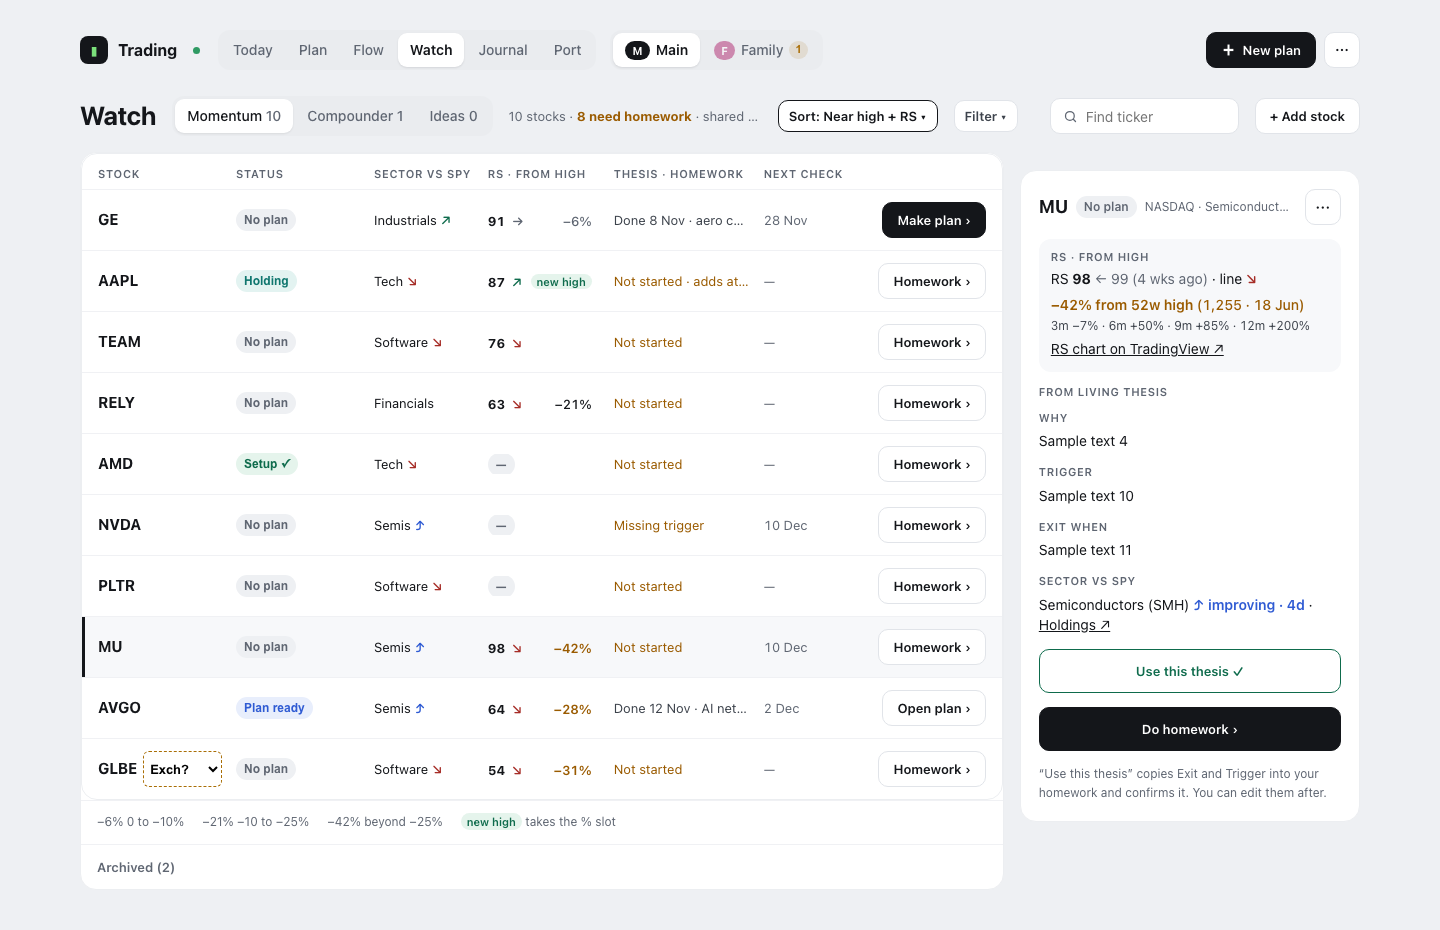 Trading Today Plan Flow Watch Journal Port M Main F Family 1 + New plan ...
Watch Momentum 10 Compounder 1 Ideas 0 10 stocks · 8 need homework · shared ... Sort: Near high + RS ▾ Filter ▾ Find ticker + Add stock
STOCK STATUS SECTOR VS SPY RS · FROM HIGH THESIS · HOMEWORK NEXT CHECK
GE No plan Industrials ↗ 91 → −6% Done 8 Nov · aero c... 28 Nov Make plan ›
AAPL Holding Tech ↘ 87 ↗ new high Not started · adds at... — Homework ›
TEAM No plan Software ↘ 76 ↘ Not started — Homework ›
RELY No plan Financials 63 ↘ −21% Not started — Homework ›
AMD Setup ✓ Tech ↘ — Not started — Homework ›
NVDA No plan Semis ⤴ — Missing trigger 10 Dec Homework ›
PLTR No plan Software ↘ — Not started — Homework ›
MU No plan Semis ⤴ 98 ↘ −42% Not started 10 Dec Homework ›
AVGO Plan ready Semis ⤴ 64 ↘ −28% Done 12 Nov · AI net... 2 Dec Open plan ›
GLBE Exch? No plan Software ↘ 54 ↘ −31% Not started — Homework ›
−6% 0 to −10% −21% −10 to −25% −42% beyond −25% new high takes the % slot
Archived (2)
MU No plan NASDAQ · Semiconduct... ...
RS · FROM HIGH
RS 98 ← 99 (4 wks ago) · line ↘
−42% from 52w high (1,255 · 18 Jun)
3m −7% · 6m +50% · 9m +85% · 12m +200%
RS chart on TradingView ↗
FROM LIVING THESIS
WHY
Sample text 4
TRIGGER
Sample text 10
EXIT WHEN
Sample text 11
SECTOR VS SPY
Semiconductors (SMH) ⤴ improving · 4d ·
Holdings ↗
Use this thesis ✓
Do homework ›
“Use this thesis” copies Exit and Trigger into your
homework and confirms it. You can edit them after.